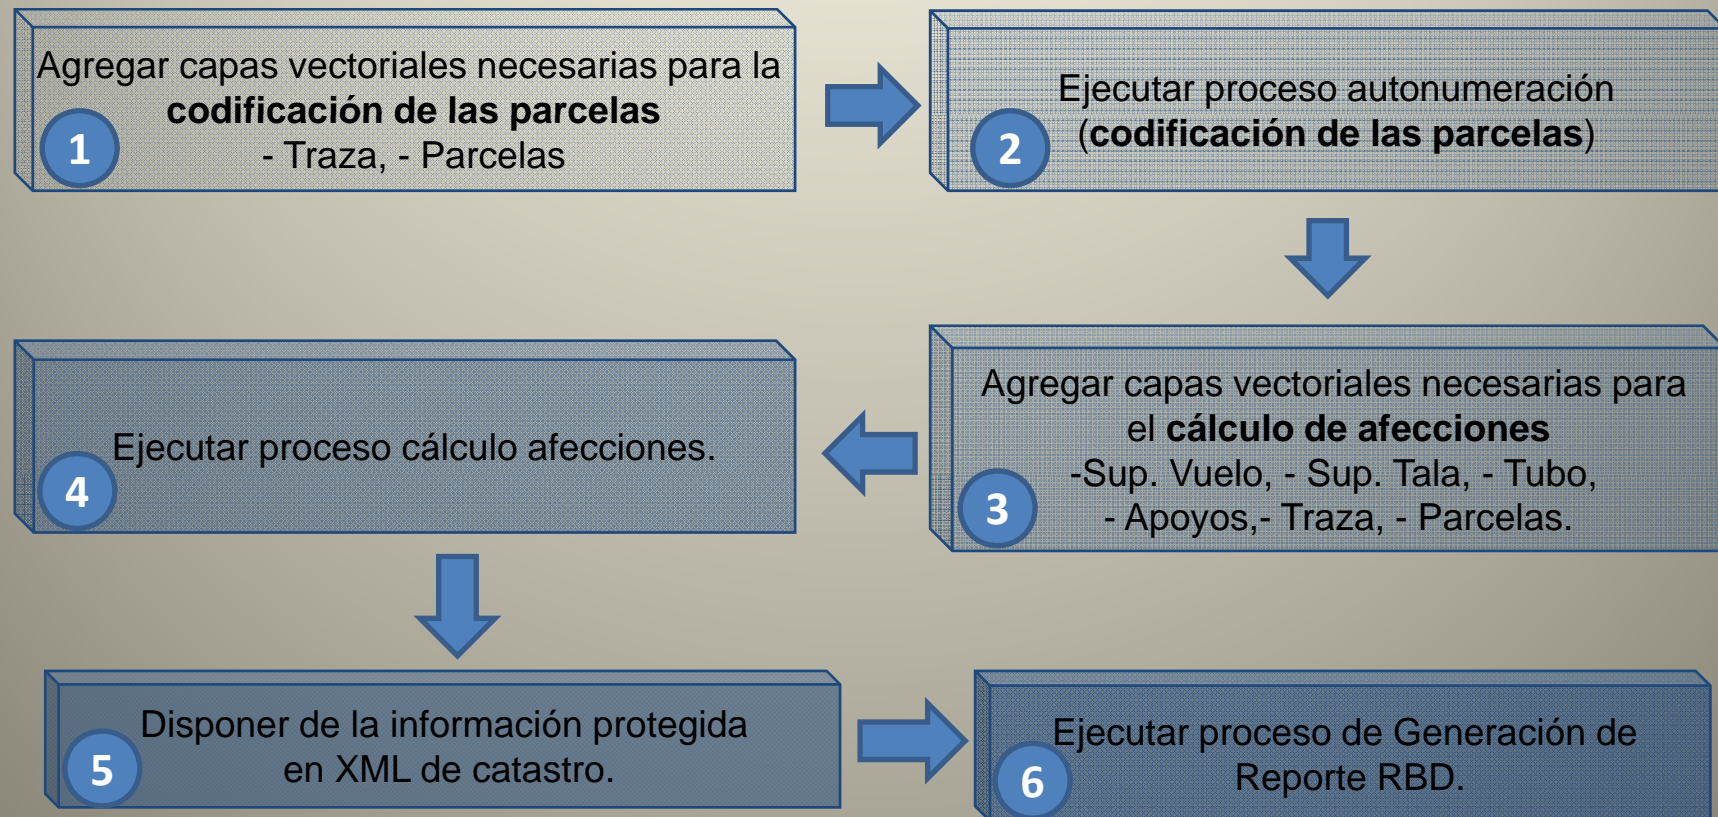 Agregar capas vectoriales necesarias para la
codificación de las parcelas
- Traza, - Parcelas
1
Ejecutar proceso autonumeración
(codificación de las parcelas)
2
Agregar capas vectoriales necesarias para
el cálculo de afecciones
-Sup. Vuelo, - Sup. Tala, - Tubo,
- Apoyos,- Traza, - Parcelas.
3
Ejecutar proceso cálculo afecciones.
4
Disponer de la información protegida
en XML de catastro.
5
Ejecutar proceso de Generación de
Reporte RBD.
6